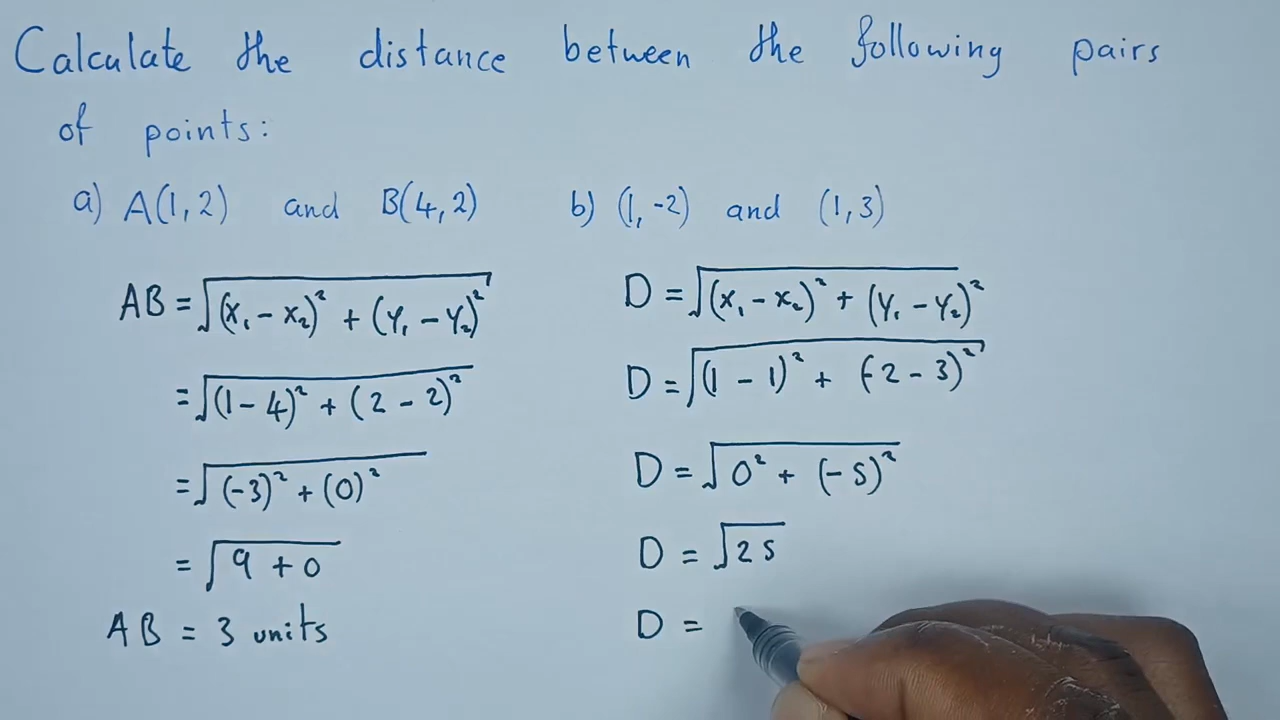 Calculate the distance between the following pairs
of points:
a) A(1,2) and B(4,2)
b) (1,-2) and (1,3)
AB = √(x₁ - x₂)² + (y₁ - y₂)²
= √(1 - 4)² + (2 - 2)²
= √(-3)² + (0)²
= √9 + 0
AB = 3 units
D = √(x₁ - x₂)² + (y₁ - y₂)²
D = √(1 - 1)² + (-2 - 3)²
D = √0² + (-5)²
D = √25
D =